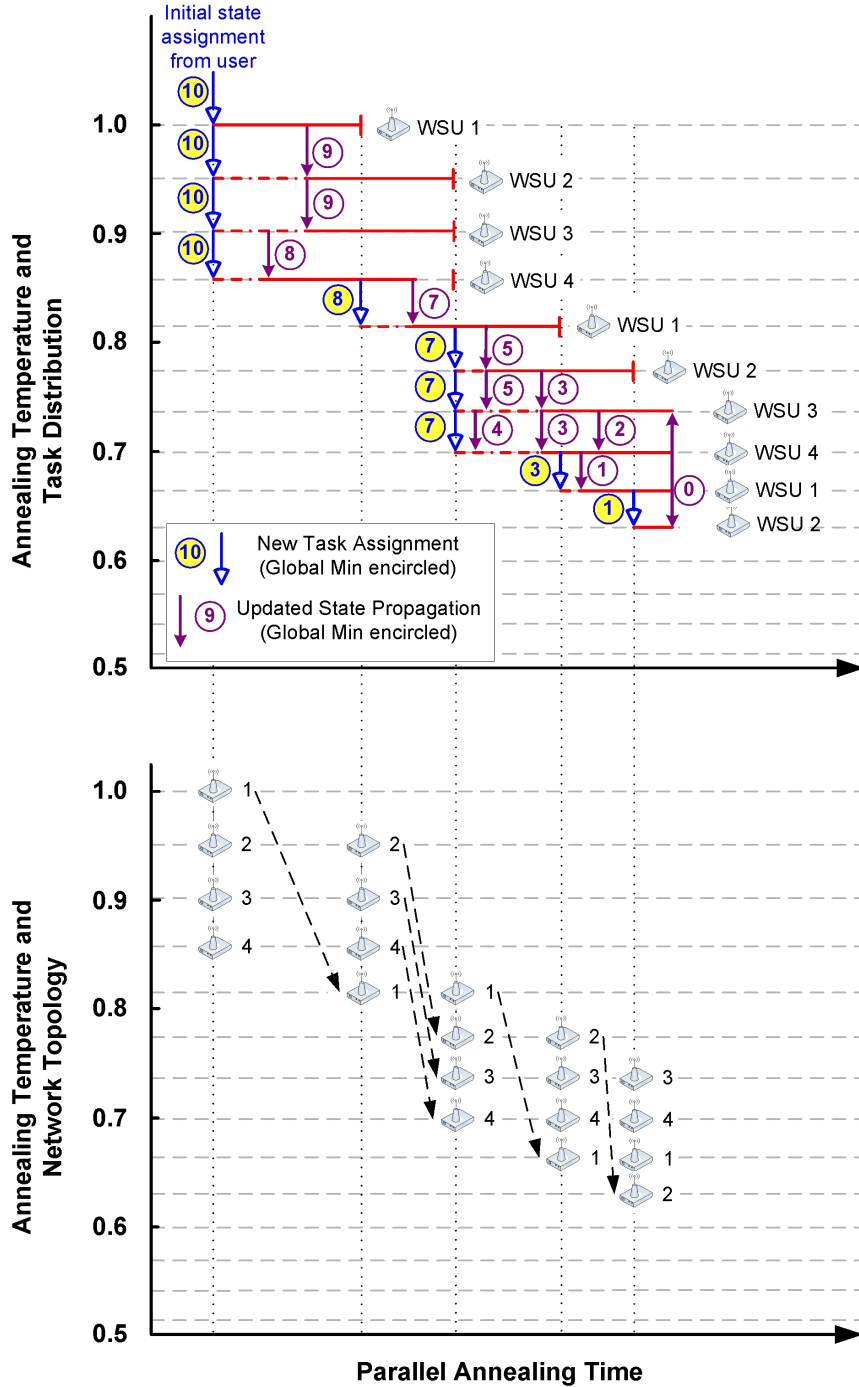 Initial state
assignment
from user
10
1.0
WSU 1
10
9
WSU 2
10
9
0.9
WSU 3
10
8
WSU 4
8
7
0.8
WSU 1
7
5
WSU 2
7
5
3
WSU 3
7
4
3
2
0.7
WSU 4
3
1
0
WSU 1
1
WSU 2
0.6
0.5
10
New Task Assignment
(Global Min encircled)
9
Updated State Propagation
(Global Min encircled)
Annealing Temperature and
Task Distribution
1.0
1
2
2
0.9
3
3
4
4
0.8
1
1
2
2
3
3
3
0.7
4
4
4
1
1
2
0.6
0.5
Annealing Temperature and
Network Topology
Parallel Annealing Time